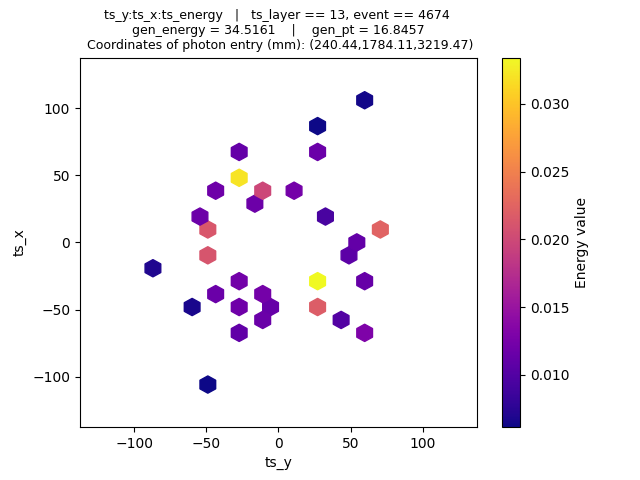 ts_y:ts_x:ts_energy   |   ts_layer == 13, event == 4674
gen_energy = 34.5161    |    gen_pt = 16.8457
Coordinates of photon entry (mm): (240.44,1784.11,3219.47)
100
50
0
−50
−100
ts_x
−100
−50
0
50
100
ts_y
0.030
0.025
0.020
0.015
0.010
Energy value